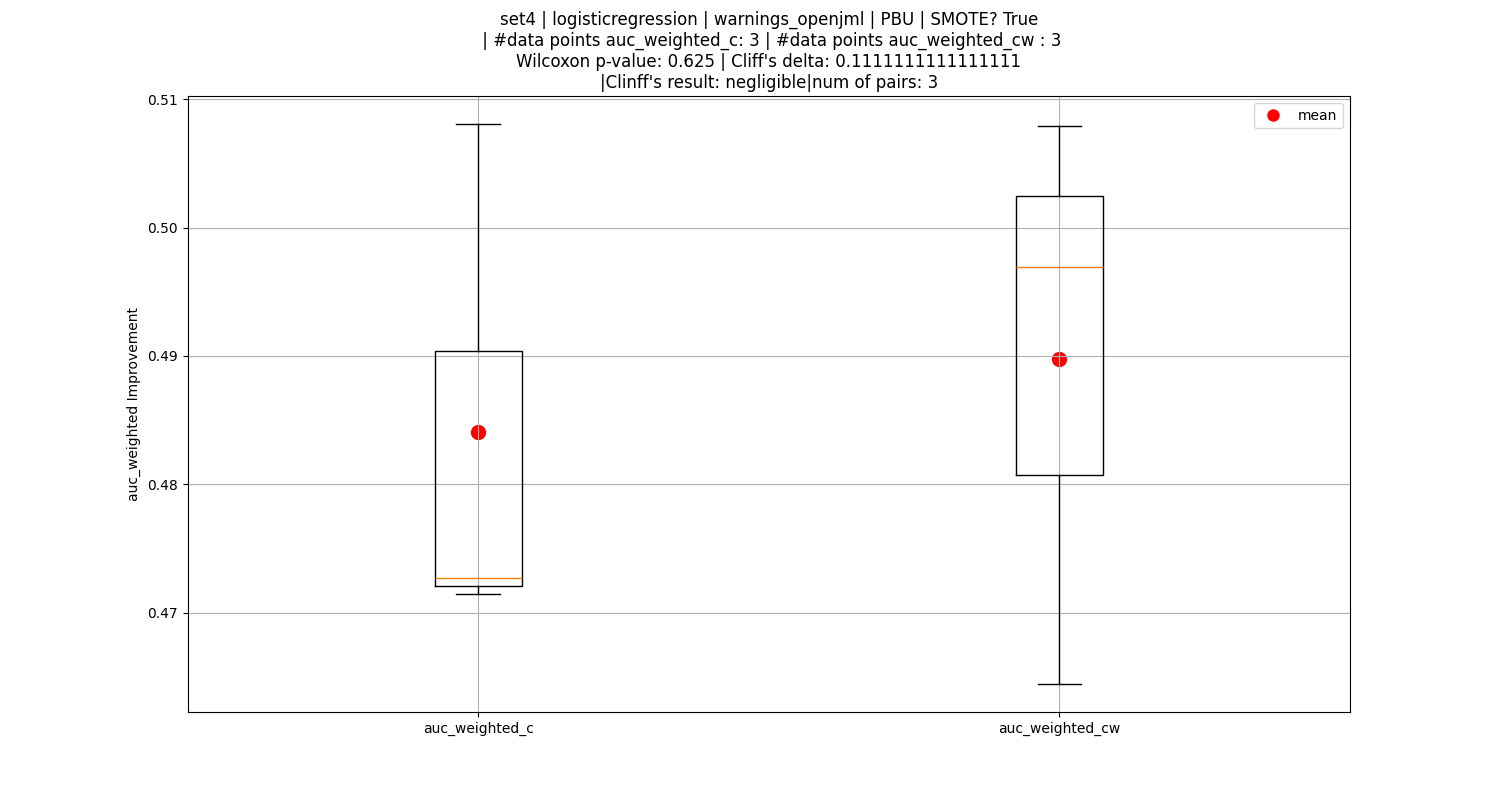 set4 | logisticregression | warnings_openjml | PBU | SMOTE? True
| #data points auc_weighted_c: 3 | #data points auc_weighted_cw : 3
Wilcoxon p-value: 0.625 | Cliff's delta: 0.1111111111111111
|Clinff's result: negligible|num of pairs: 3
mean
0.51
0.50
0.49
0.48
0.47
auc_weighted Improvement
auc_weighted_c
auc_weighted_cw